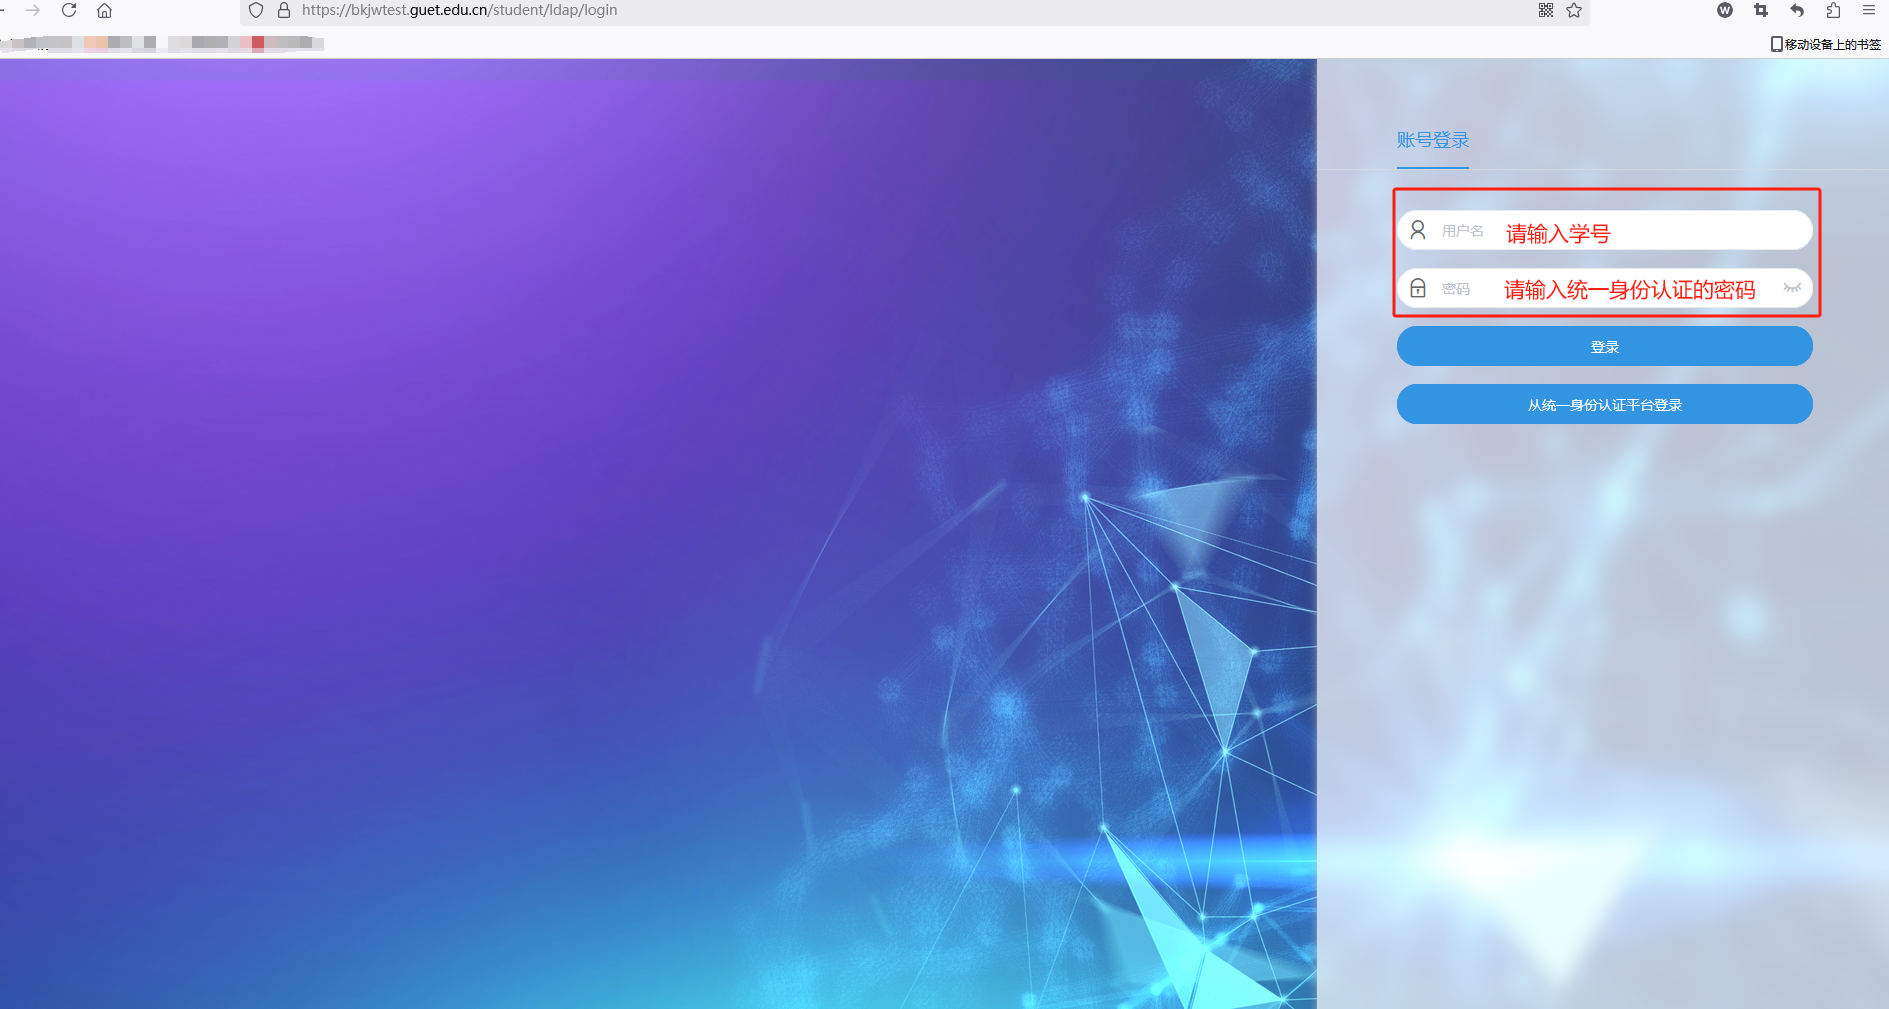 https://bkjwtest.guet.edu.cn/student/ldap/login
移动设备上的书签
账号登录
用户名 请输入学号
密码 请输入统一身份认证的密码
登录
从统一身份认证平台登录